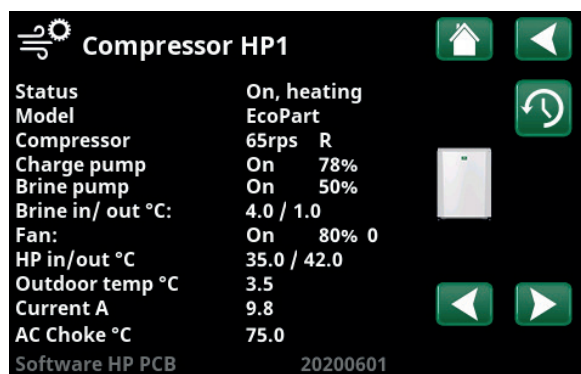 Compressor HP1
Status On, heating
Model EcoPart
Compressor 65rps R
Charge pump On 78%
Brine pump On 50%
Brine in/ out °C: 4.0 / 1.0
Fan: On 80% 0
HP in/out °C 35.0 / 42.0
Outdoor temp °C 3.5
Current A 9.8
AC Choke °C 75.0
Software HP PCB 20200601